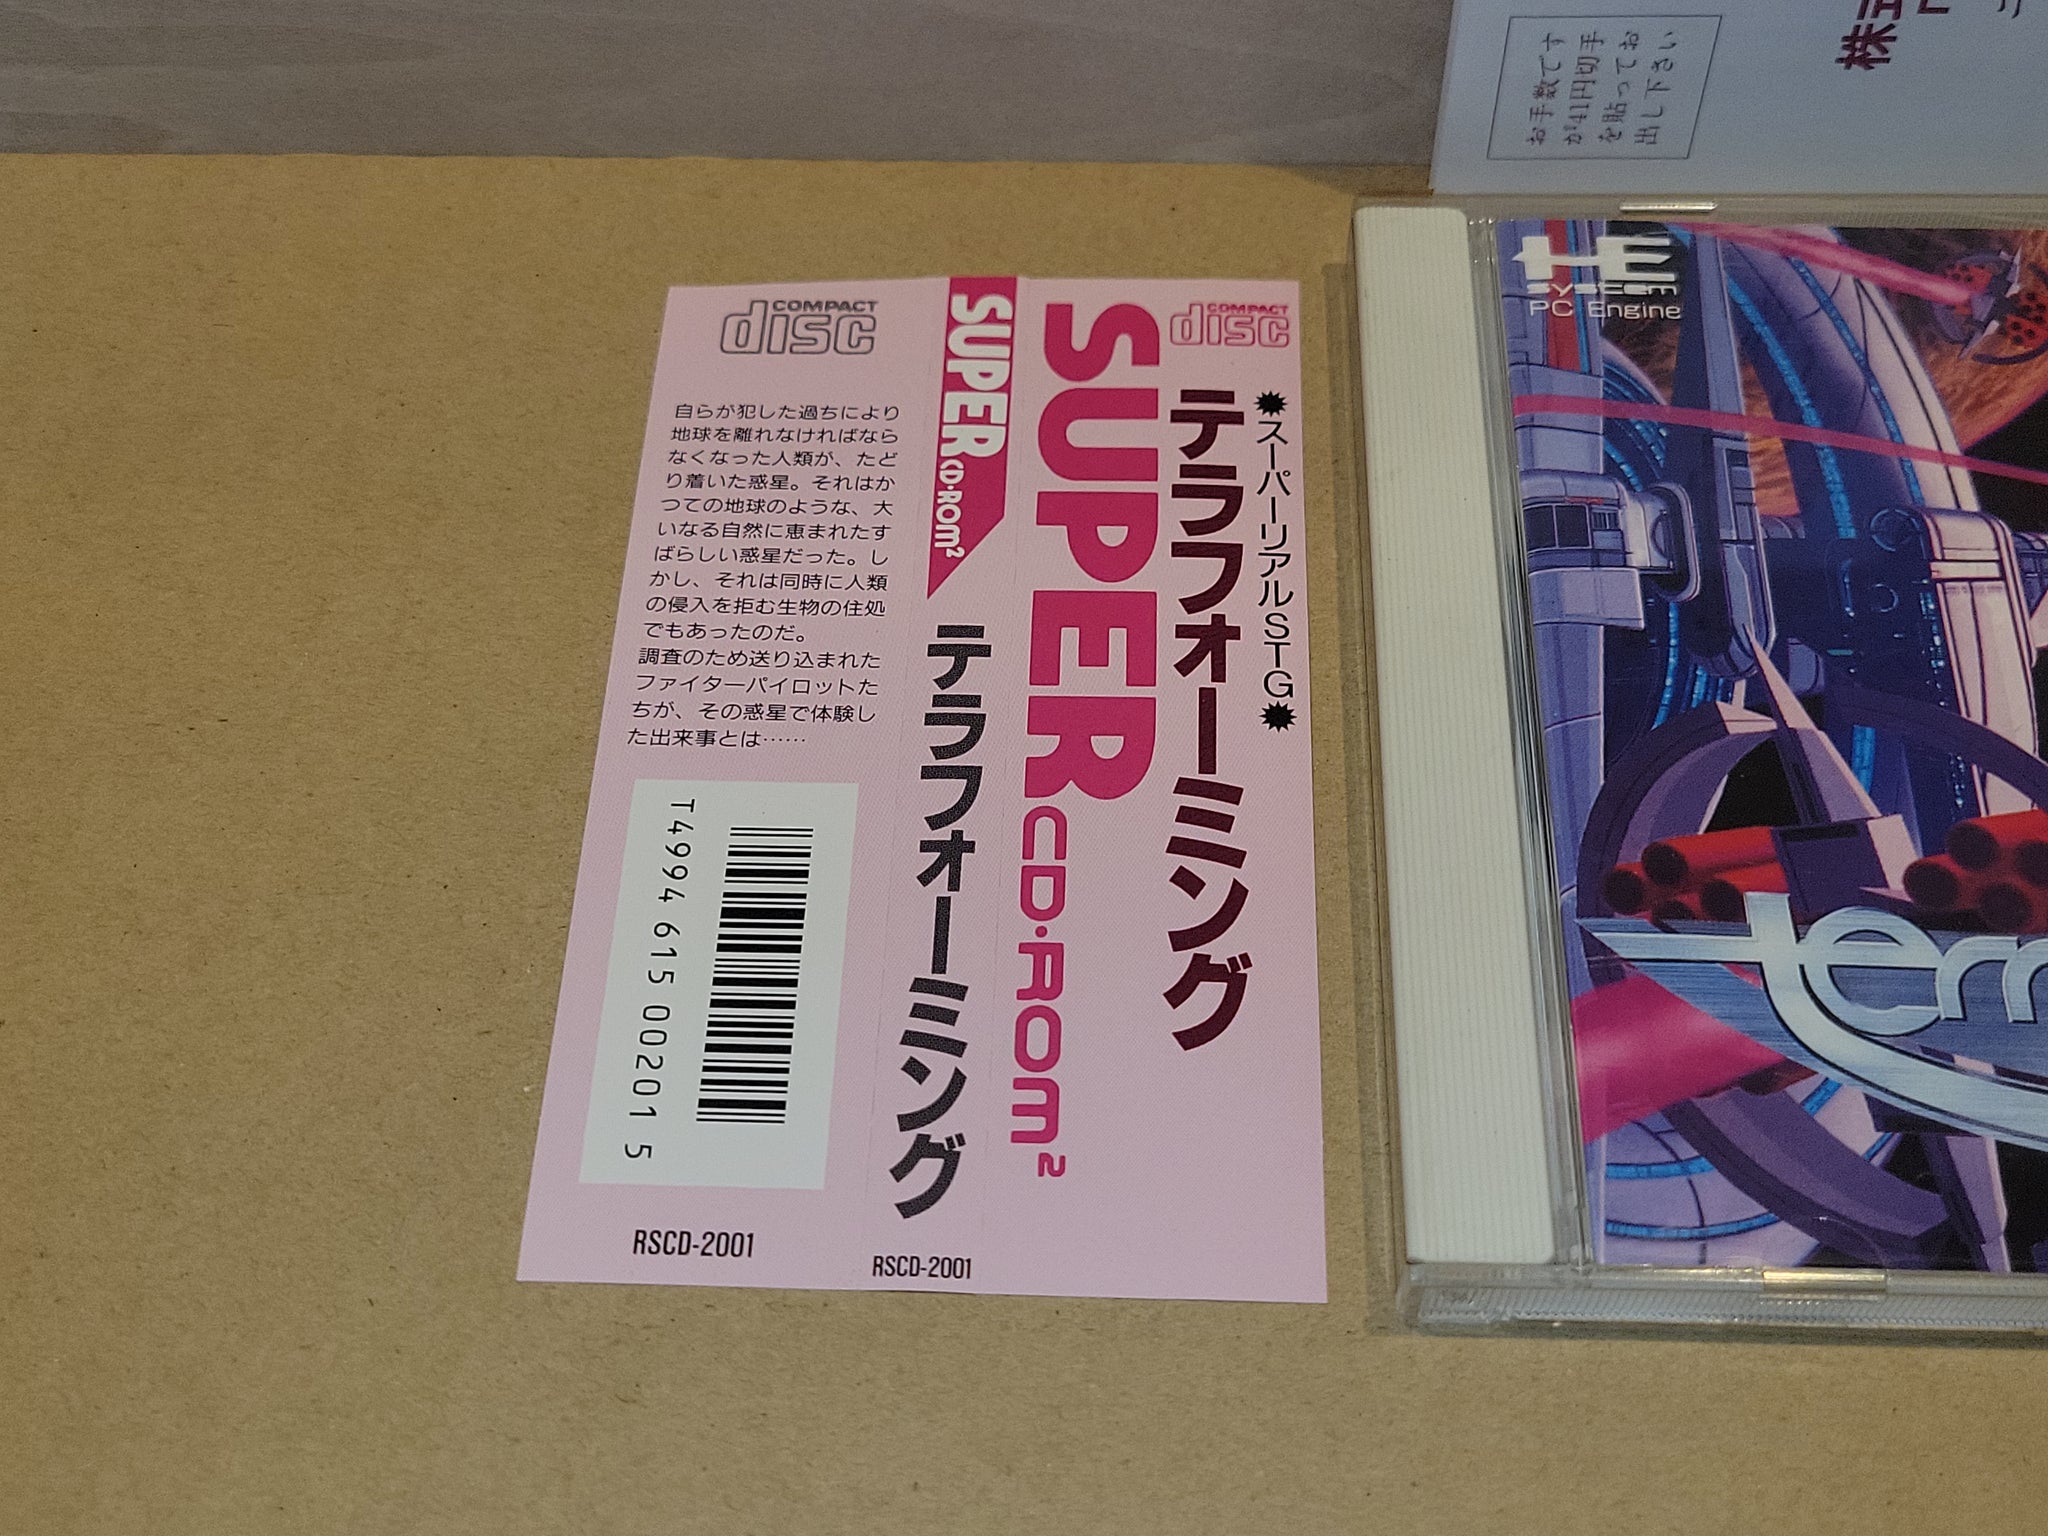 COMPACT
disc
自らが犯した過ちにより
地球を離れなければなら
なくなった人類が、たど
り着いた惑星。それはか
つての地球のような、大
いなる自然に恵まれたす
ばらしい惑星だった。し
かし、それは同時に人類
の侵入を拒む生物の住処
でもあったのだ。
調査のため送り込まれた
ファイターパイロットた
ちが、その惑星で体験し
た出来事とは……
T4994 615 00201 5
RSCD-2001
SUPER CD・ROM²
テラフォーミング
RSCD-2001
SUPER CD・ROM²
COMPACT
disc
テラフォーミング
✹スーパーリアルSTG✹
お手数です
が41円切手
を貼ってお
出し下さい
HE
SYSTEM
PC Engine